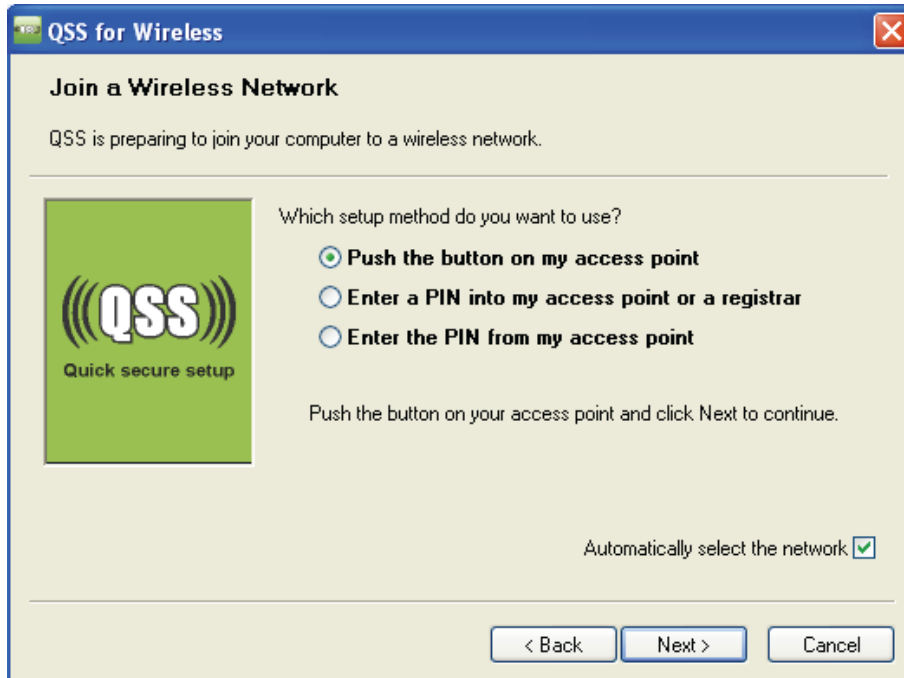 QSS for Wireless
Join a Wireless Network
QSS is preparing to join your computer to a wireless network.
Which setup method do you want to use?
Push the button on my access point
Enter a PIN into my access point or a registrar
Enter the PIN from my access point
(((QSS)))
Quick secure setup
Push the button on your access point and click Next to continue.
Automatically select the network
< Back
Next >
Cancel